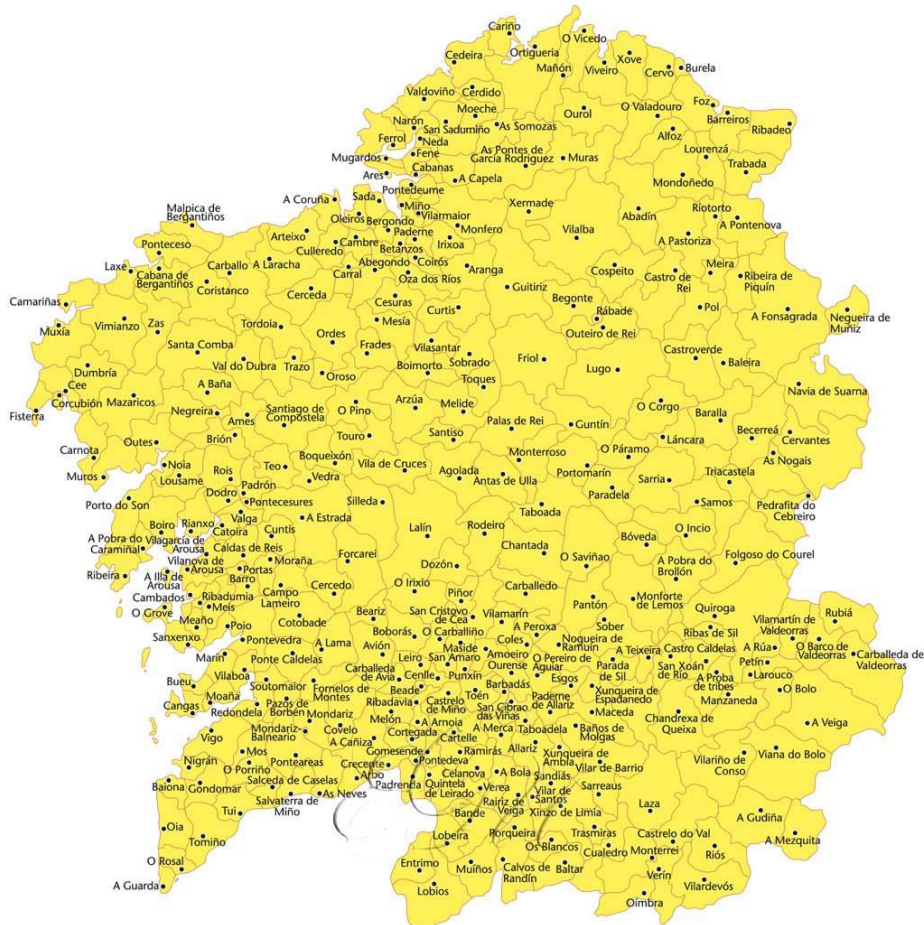 Cariño
O Vicedo
Ortigueira
Xove
Cedeira
Mañón
Viveiro
Cervo
Burela
Valdoviño
Cerdido
Moeche
Ourol
O Valadouro
Foz
Barreiros
Narón
San Sadurniño
As Somozas
Alfoz
Ribadeo
Ferrol
Neda
Mugardos
Fene
As Pontes de
García Rodríguez
Muras
Lourenzá
Trabada
Ares
Cabanas
A Capela
Mondoñedo
Pontedeume
A Coruña
Sada
Miño
Xermade
Abadín
Riotorto
A Pontenova
Malpica de
Bergantiños
Oleiros
Bergondo
Vilarmaior
Monfero
Vilalba
A Pastoriza
Arteixo
Culleredo
Cambre
Paderne
Betanzos
Irixoa
Ponteceso
A Laracha
Abegondo
Coirós
Laxe
Cabana de
Bergantiños
Carballo
Carral
Oza dos Ríos
Aranga
Cospeito
Castro de
Rei
Meira
Ribeira de
Piquín
Coristanco
Cerceda
Cesuras
Guitiriz
Camariñas
Curtis
Begonte
Rábade
Pol
A Fonsagrada
Negueira de
Muñiz
Muxía
Vimianzo
Zas
Tordoia
Ordes
Mesía
Outeiro de Rei
Santa Comba
Val do Dubra
Trazo
Frades
Vilasantar
Sobrado
Friol
Castroverde
Baleira
Dumbría
Oroso
Boimorto
Toques
Lugo
Navia de Suarna
Cee
Corcubión
A Baña
Mazaricos
Fisterra
Negreira
Ames
Santiago de
Compostela
O Pino
Arzúa
Melide
Palas de Rei
O Corgo
Baralla
Guntín
Becerreá
Cervantes
Carnota
Outes
Brión
Touro
Santiso
Láncara
O Páramo
As Nogais
Muros
Noia
Lousame
Rois
Teo
Boqueixón
Vila de Cruces
Agolada
Monterroso
Antas de Ulla
Portomarín
Sarria
Triacastela
Padrón
Vedra
Paradela
Pedrafita do
Cebreiro
Porto do Son
Dodro
Pontecesures
Silleda
Taboada
Samos
Boiro
Rianxo
Valga
Catoira
A Estrada
Lalín
Rodeiro
O Incio
A Pobra do
Caramiñal
Vilagarcía de
Arousa
Cuntis
Chantada
Bóveda
Vilanova de
Arousa
Caldas de Reis
Moraña
Forcarei
Dozón
O Saviñao
A Pobra do
Brollón
Folgoso do Courel
Ribeira
A Illa de
Arousa
Portas
Barro
Cambados
Ribadumia
Campo
Lameiro
Cercedo
O Irixio
Piñor
Carballedo
Pantón
Monforte
de Lemos
O Grove
Meis
Meaño
Poio
Cotobade
Beariz
San Cristovo
de Cea
Vilamarín
Quiroga
Vilamartín de
Valdeorras
Rubiá
Sanxenxo
Pontevedra
A Lama
Boborás
O Carballiño
Coles
A Peroxa
Sober
Ribas de Sil
Marín
Ponte Caldelas
Avión
Maside
Amoeiro
Nogueira de
Ramuín
A Teixeira
Castro Caldelas
A Rúa
O Barco de
Valdeorras
Carballeda de
Valdeorras
Vilaboa
Carballeda
de Avia
Leiro
San Amaro
Ourense
O Pereiro de
Aguiar
Parada
de Sil
San Xoán
de Río
Petín
Bueu
Moaña
Soutomaior
Fornelos de
Montes
Cenlle
Punxín
Barbadás
Esgos
A Proba
de tribes
Larouco
Cangas
Redondela
Pazos de
Borbén
Beade
Ribadavia
Castrelo
de Miño
Toén
San Cibrao
das Viñas
Paderne
de Allariz
Xunqueira de
Espadanedo
Manzaneda
O Bolo
Mondariz
Melón
A Arnoia
Maceda
Chandrexa de
Queixa
A Veiga
Vigo
Mondariz-
Balneario
Covelo
Cortegada
Cartelle
A Merca
Taboadela
Baños de
Molgas
Mos
A Cañiza
Gomesende
Ramirás
Allariz
Xunqueira de
Ambía
Viana do Bolo
Nigrán
O Porriño
Ponteareas
Crecente
Pontedeva
Vilar de Barrio
Vilariño de
Conso
Arbo
Padrenda
Celanova
A Bola
Sandiás
Baiona
Gondomar
Salceda de Caselas
Quintela
de Leirado
Verea
Vilar de
Santos
Sarreaus
Tui
Salvaterra de
Miño
As Neves
Rairiz de
Veiga
Xinzo de Limia
Laza
A Gudiña
Oia
Bande
A Mezquita
Tomiño
Lobeira
Porqueira
Trasmiras
Castrelo do Val
O Rosal
Os Blancos
Cualedro
Monterrei
Riós
A Guarda
Entrimo
Muíños
Calvos de
Randín
Baltar
Verín
Lobios
Vilardevós
Oímbra